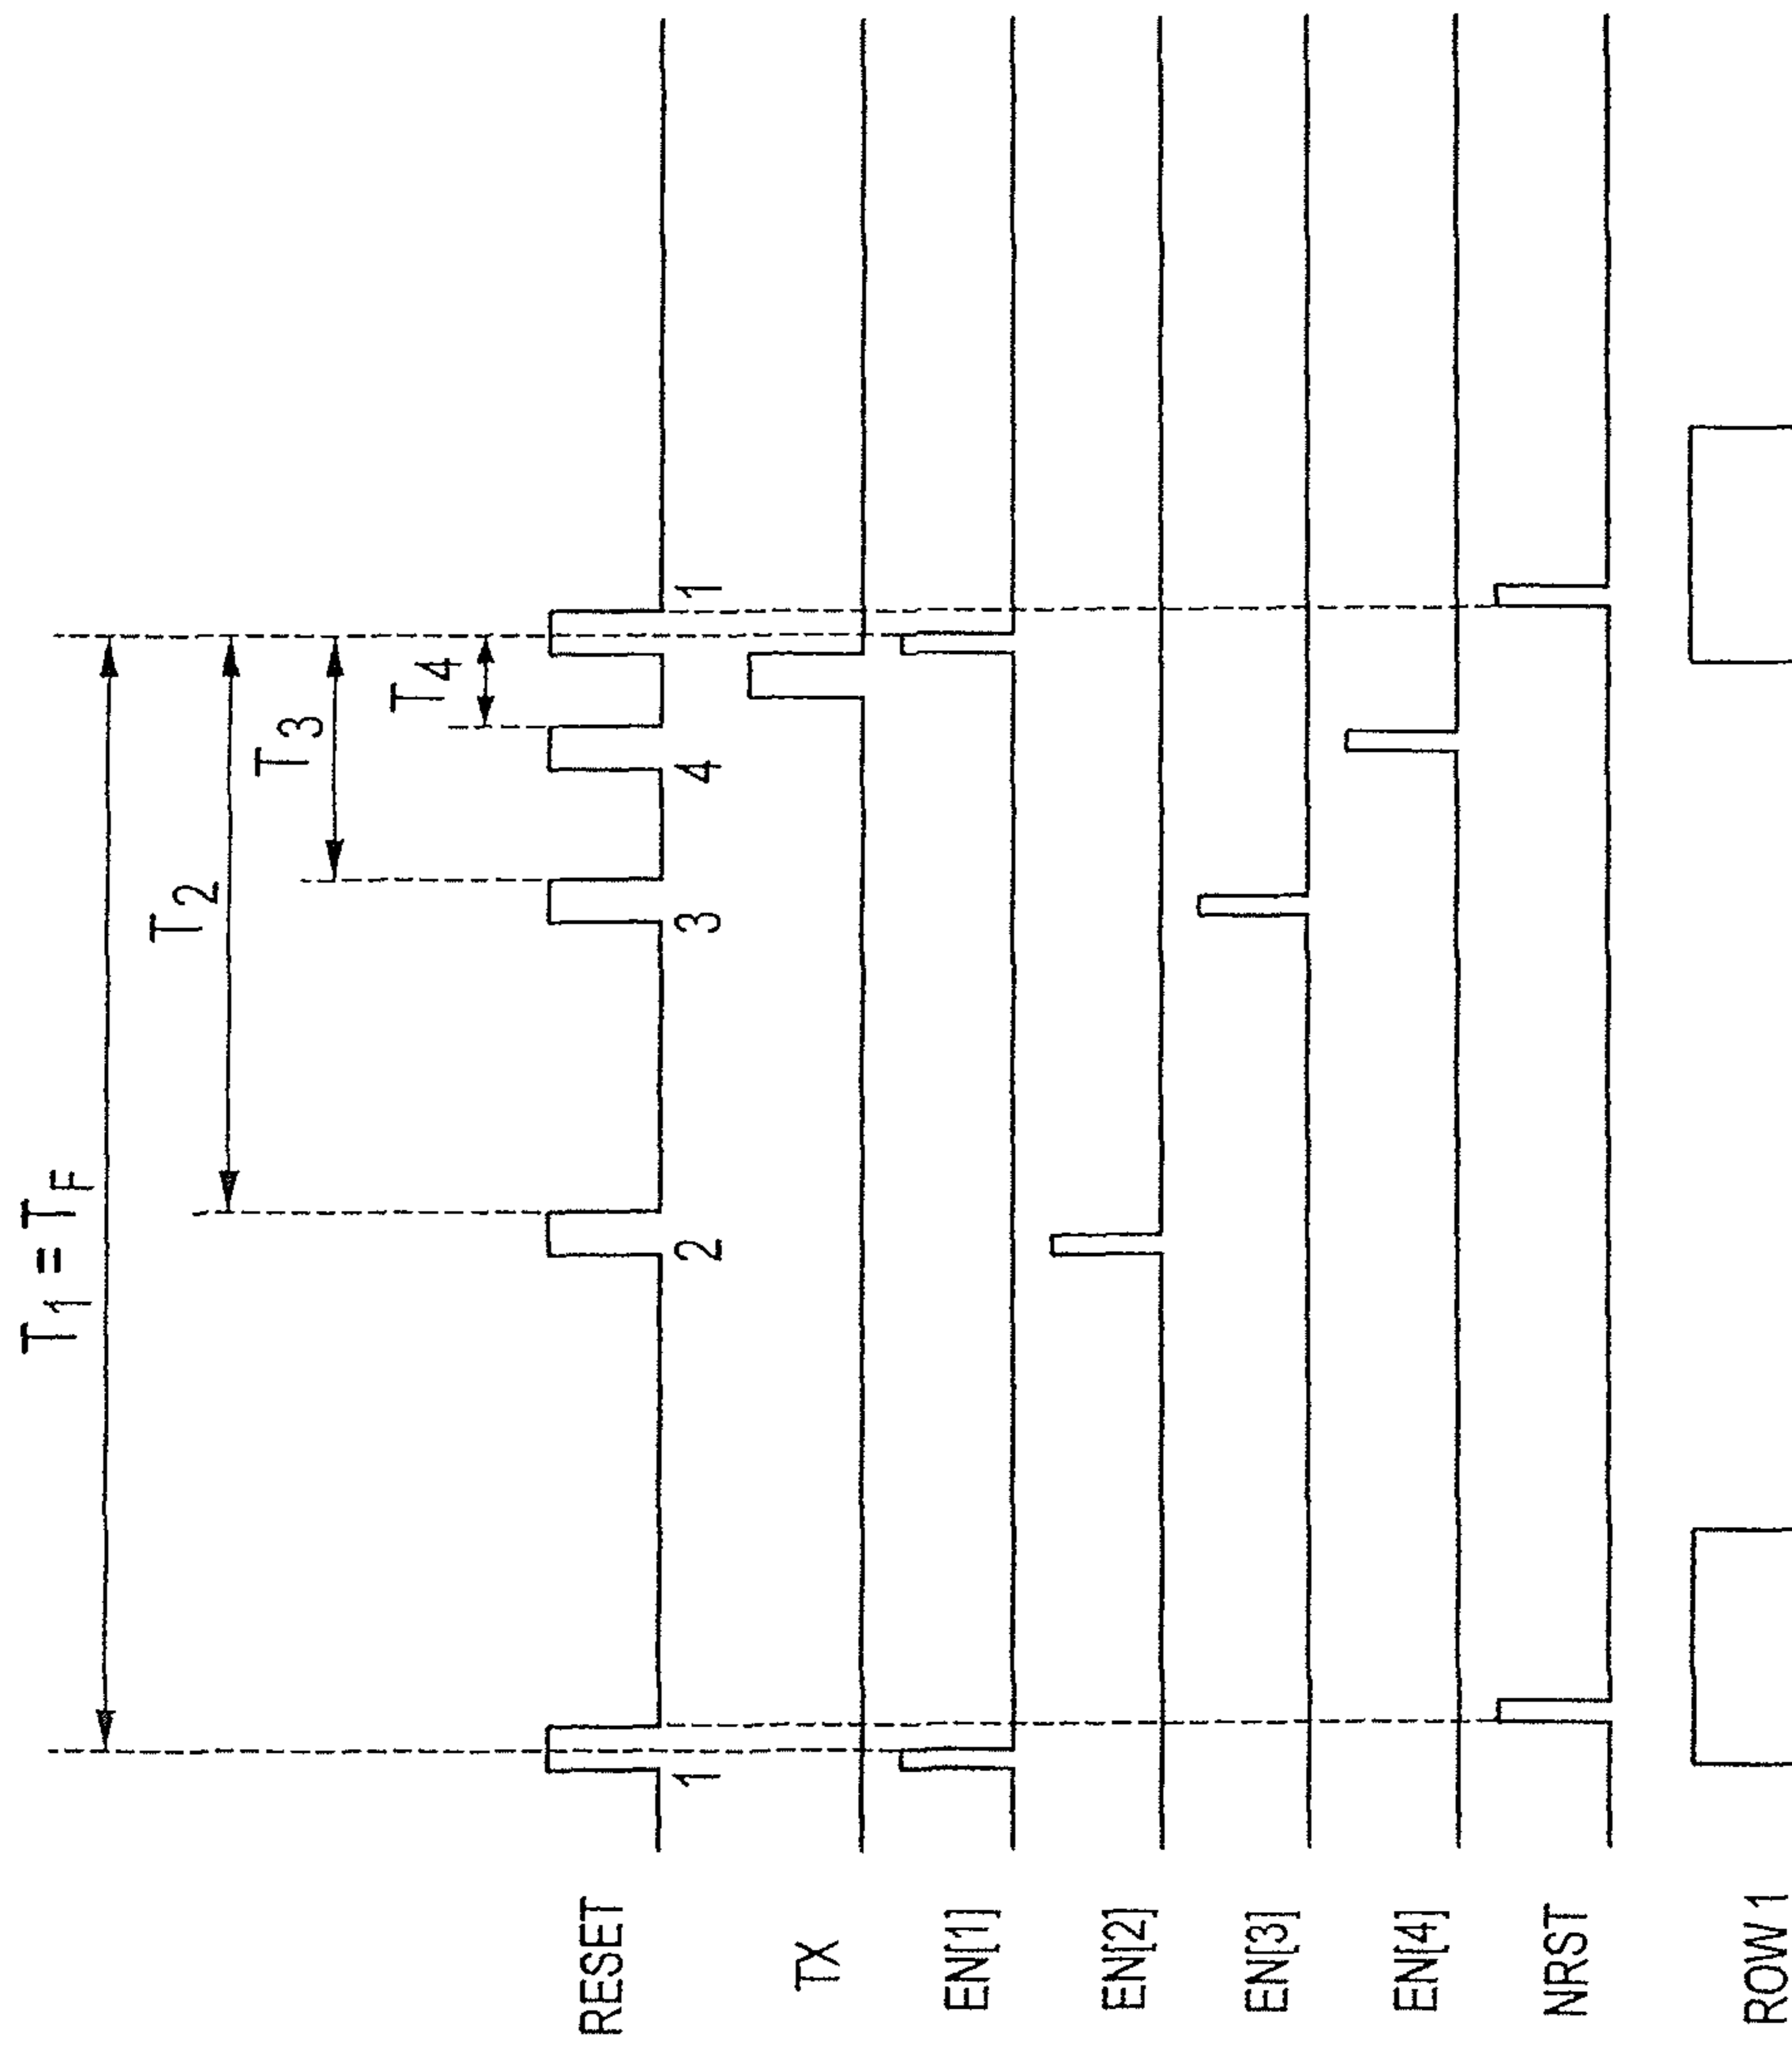 T1 = TF
T2
T3
T4
RESET
1
2
3
4
1
TX
EN[1]
EN[2]
EN[3]
EN[4]
NRST
ROW 1